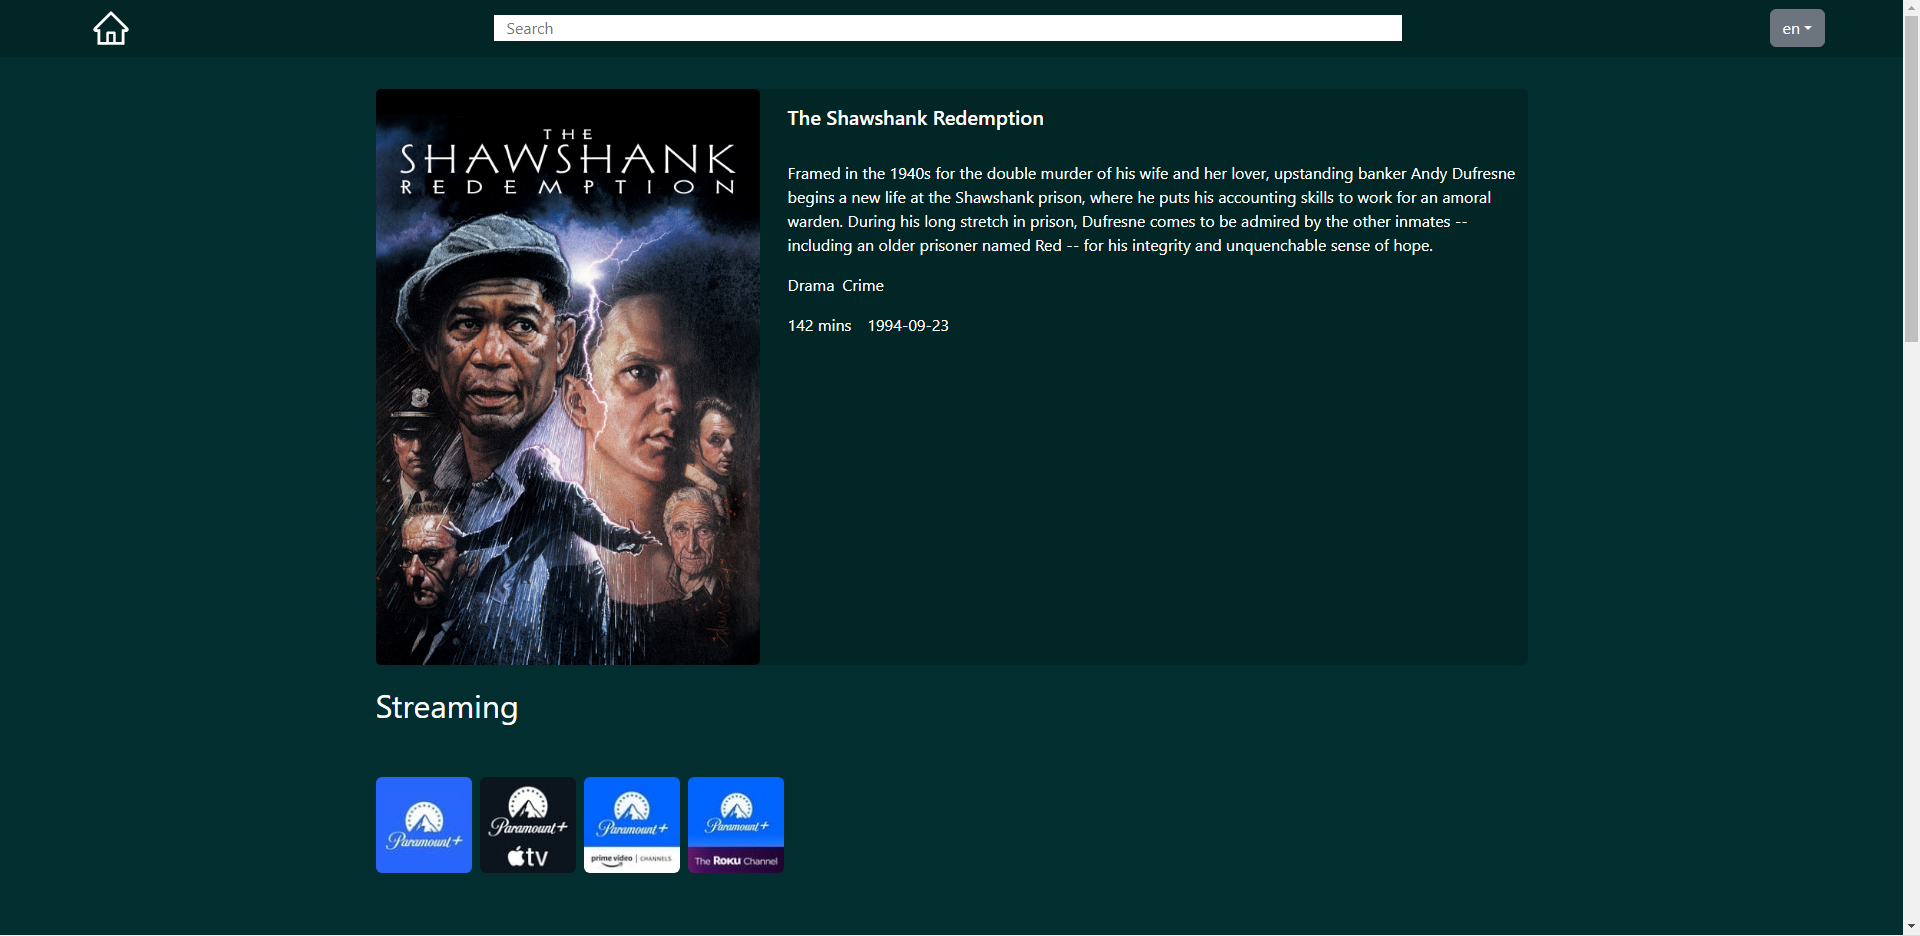 Search
en
THE
SHAWSHANK
REDEMPTION
The Shawshank Redemption
Framed in the 1940s for the double murder of his wife and her lover, upstanding banker Andy Dufresne
begins a new life at the Shawshank prison, where he puts his accounting skills to work for an amoral
warden. During his long stretch in prison, Dufresne comes to be admired by the other inmates --
including an older prisoner named Red -- for his integrity and unquenchable sense of hope.
Drama Crime
142 mins 1994-09-23
Streaming
Paramount+
Paramount+
tv
Paramount+
prime video | CHANNELS
Paramount+
The Roku Channel